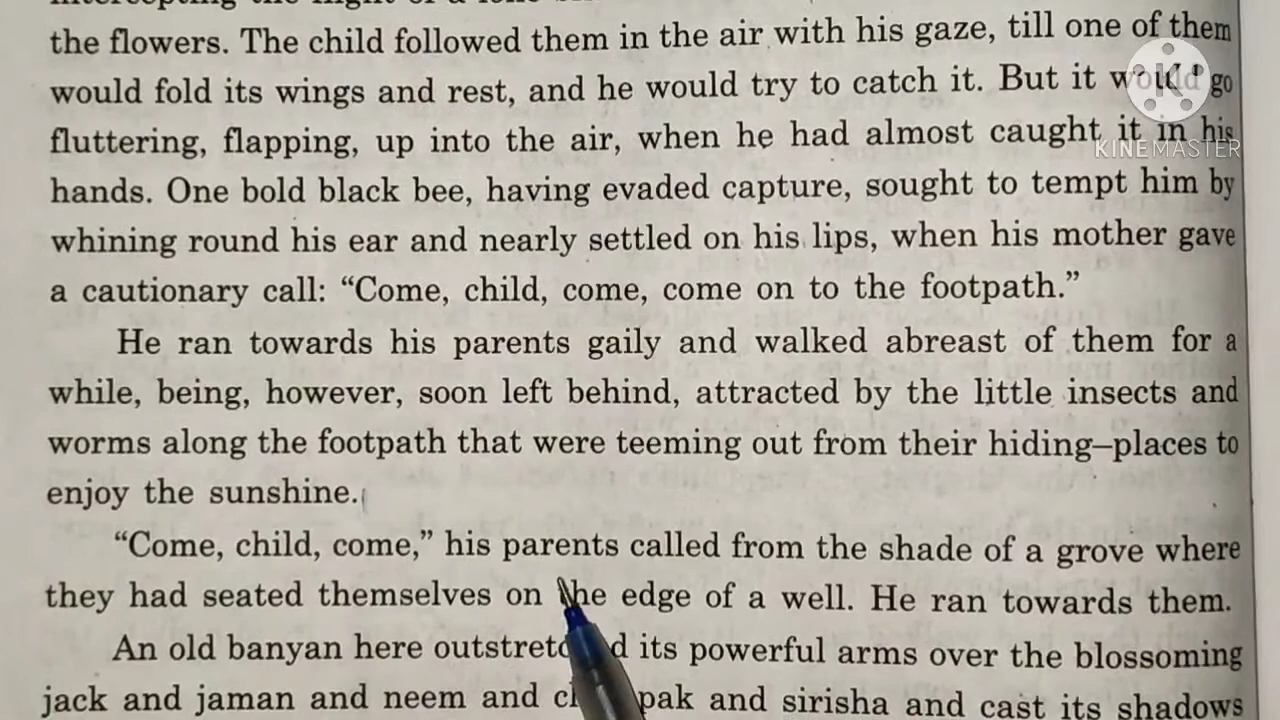 the flowers. The child followed them in the air with his gaze, till one of them
would fold its wings and rest, and he would try to catch it. But it would go
fluttering, flapping, up into the air, when he had almost caught it in his
hands. One bold black bee, having evaded capture, sought to tempt him by
whining round his ear and nearly settled on his lips, when his mother gave
a cautionary call: “Come, child, come, come on to the footpath.”
He ran towards his parents gaily and walked abreast of them for a
while, being, however, soon left behind, attracted by the little insects and
worms along the footpath that were teeming out from their hiding–places to
enjoy the sunshine.
“Come, child, come,” his parents called from the shade of a grove where
they had seated themselves on the edge of a well. He ran towards them.
An old banyan here outstretched its powerful arms over the blossoming
jack and jaman and neem and champak and sirisha and cast its shadows
K
KINEMASTER